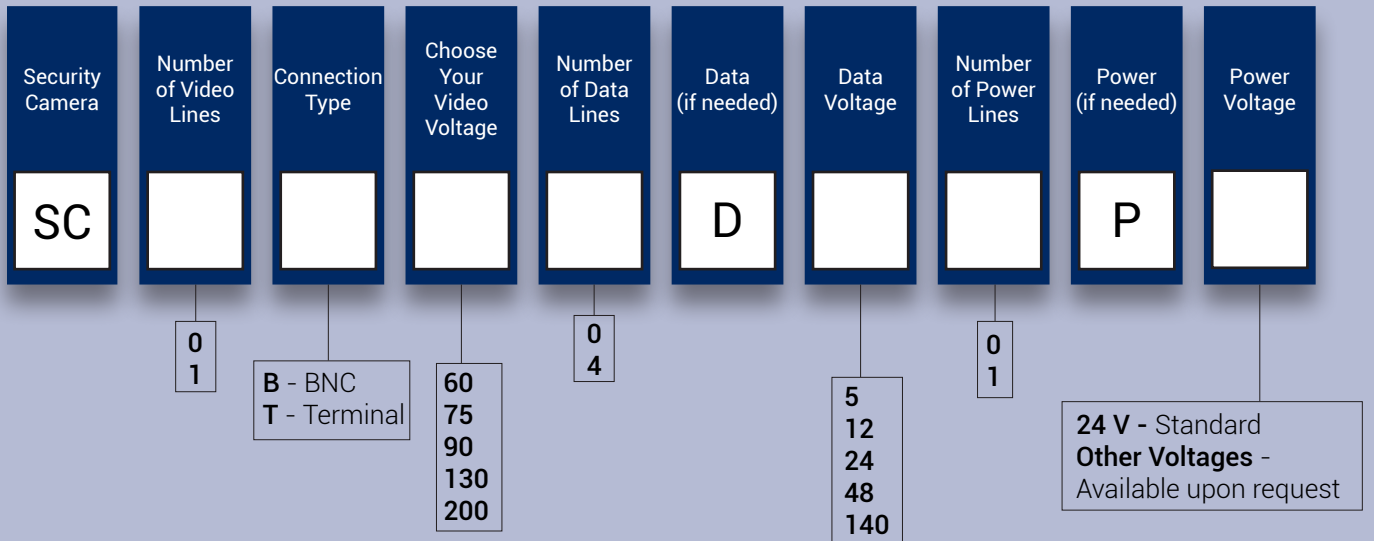 Security
Camera
Number
of Video
Lines
Connection
Type
Choose
Your
Video
Voltage
Number
of Data
Lines
Data
(if needed)
Data
Voltage
Number
of Power
Lines
Power
(if needed)
Power
Voltage
SC
D
P
0
1
B - BNC
T - Terminal
60
75
90
130
200
0
4
5
12
24
48
140
0
1
24 V - Standard
Other Voltages -
Available upon request